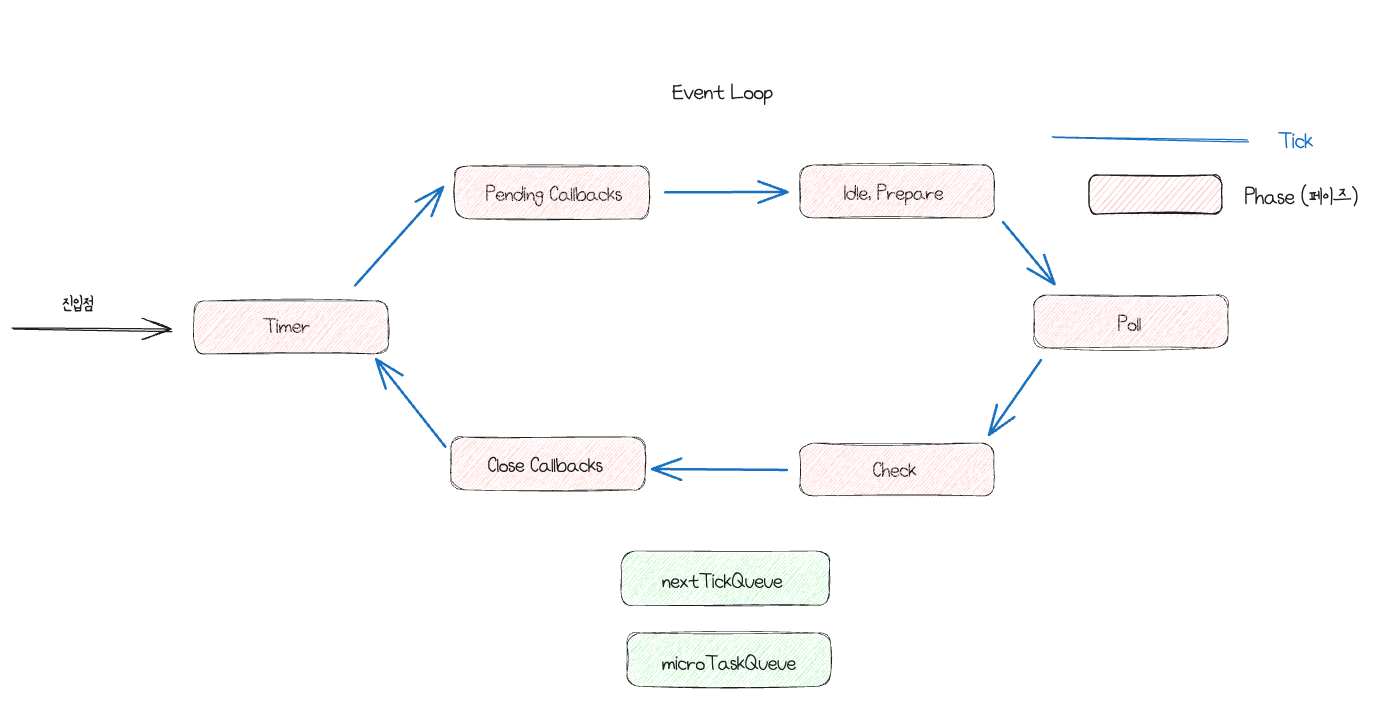 Event Loop
Tick
Phase (페이즈)
Pending Callbacks
Idle, Prepare
진입점
Timer
Poll
Close Callbacks
Check
nextTickQueue
microTaskQueue